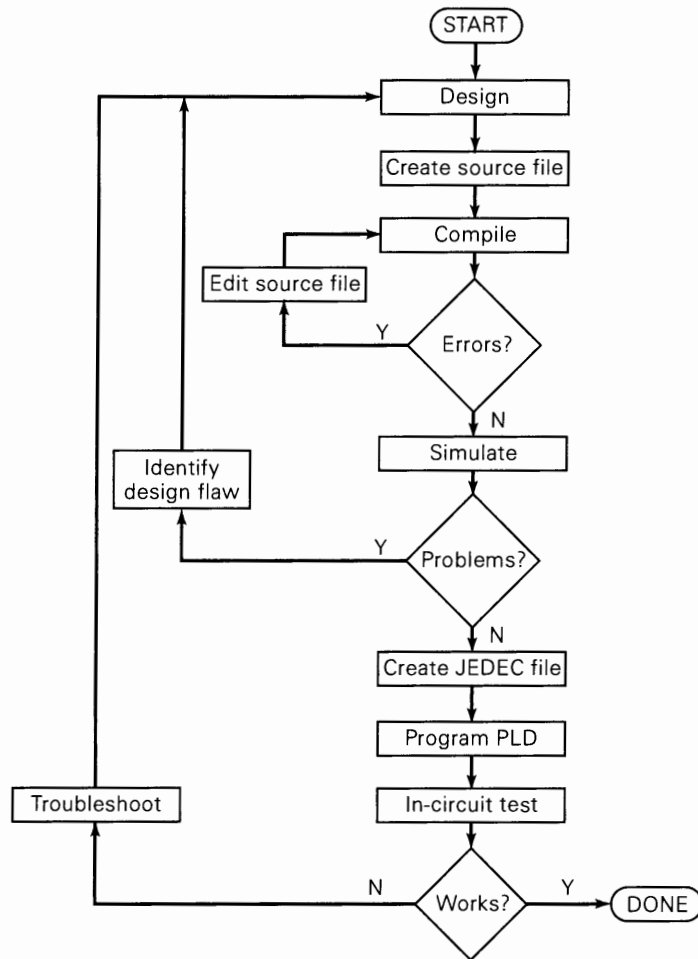 START
Design
Create source file
Compile
Edit source file
Y
Errors?
N
Simulate
Identify
design flaw
Y
Problems?
N
Create JEDEC file
Program PLD
Troubleshoot
In-circuit test
N
Works?
Y
DONE